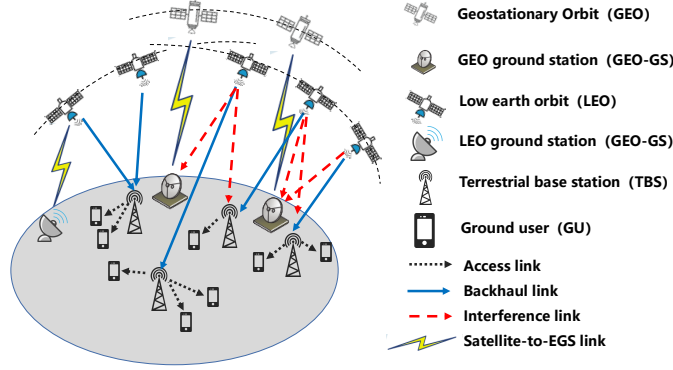 Geostationary Orbit (GEO)
GEO ground station (GEO-GS)
Low earth orbit (LEO)
LEO ground station (GEO-GS)
Terrestrial base station (TBS)
Ground user (GU)
Access link
Backhaul link
Interference link
Satellite-to-EGS link